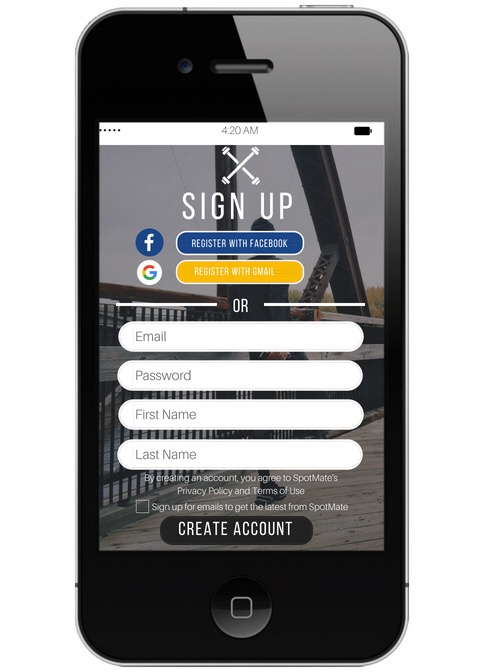 4:20 AM
SIGN UP
REGISTER WITH FACEBOOK
REGISTER WITH GMAIL
OR
Email
Password
First Name
Last Name
By creating an account, you agree to SpotMate's
Privacy Policy and Terms of Use
Sign up for emails to get the latest from SpotMate
CREATE ACCOUNT